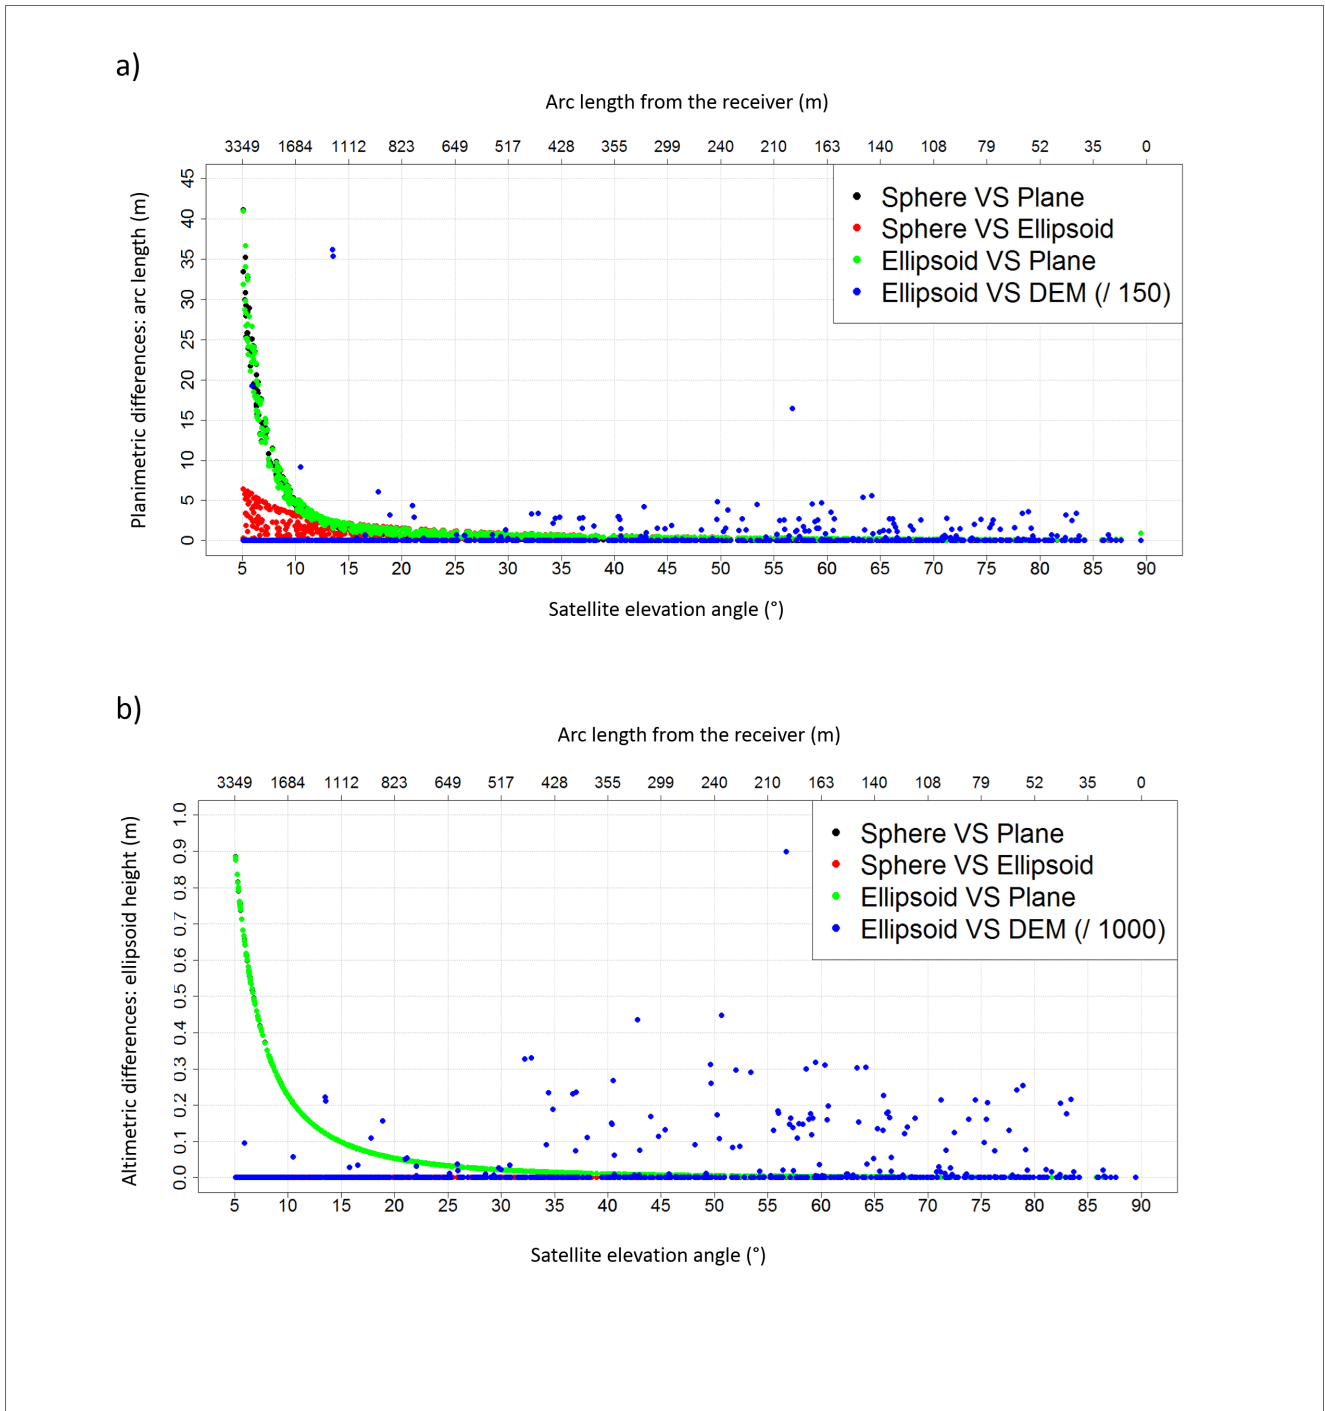 a)
Arc length from the receiver (m)
3349 1684 1112 823 649 517 428 355 299 240 210 163 140 108 79 52 35 0
Planimetric differences: arc length (m)
45
40
35
30
25
20
15
10
5
0
Sphere VS Plane
Sphere VS Ellipsoid
Ellipsoid VS Plane
Ellipsoid VS DEM (/ 150)
5 10 15 20 25 30 35 40 45 50 55 60 65 70 75 80 85 90
Satellite elevation angle (°)
b)
Arc length from the receiver (m)
3349 1684 1112 823 649 517 428 355 299 240 210 163 140 108 79 52 35 0
Altimetric differences: ellipsoid height (m)
1.0
0.9
0.8
0.7
0.6
0.5
0.4
0.3
0.2
0.1
0.0
Sphere VS Plane
Sphere VS Ellipsoid
Ellipsoid VS Plane
Ellipsoid VS DEM (/ 1000)
5 10 15 20 25 30 35 40 45 50 55 60 65 70 75 80 85 90
Satellite elevation angle (°)